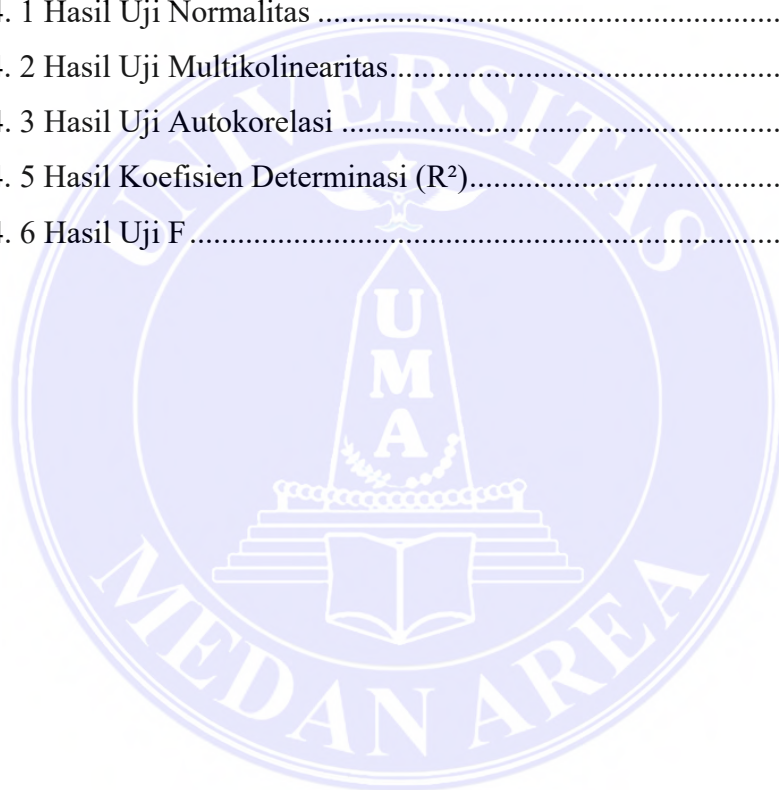 4. 1 Hasil Uji Normalitas ..........................................................
4. 2 Hasil Uji Multikolinearitas.................................................
4. 3 Hasil Uji Autokorelasi .......................................................
4. 5 Hasil Koefisien Determinasi (R²).......................................
4. 6 Hasil Uji F..........................................................................
UNIVERSITAS
UMA
MEDAN AREA